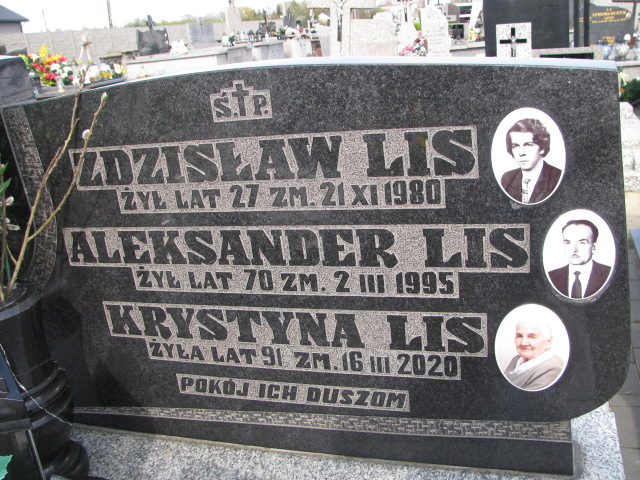 Ś.P.
ZDZISŁAW LIS
ŻYŁ LAT 27 ZM. 21 XI 1980
ALEKSANDER LIS
ŻYŁ LAT 70 ZM. 2 III 1995
KRYSTYNA LIS
ŻYŁA LAT 91 ZM. 16 III 2020
POKÓJ ICH DUSZOM